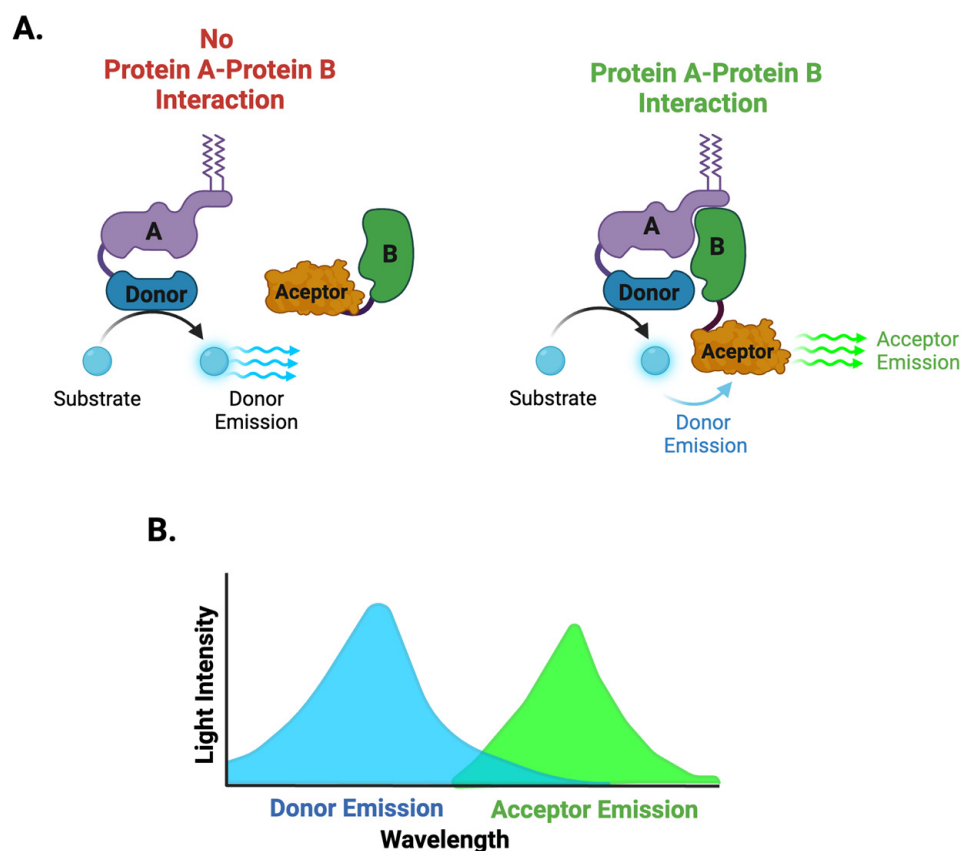 A.
No
Protein A-Protein B
Interaction
Protein A-Protein B
Interaction
A
B
Donor
Aceptor
Substrate
Donor
Emission
A
B
Donor
Aceptor
Acceptor
Emission
Substrate
Donor
Emission
B.
Light Intensity
Donor Emission
Acceptor Emission
Wavelength